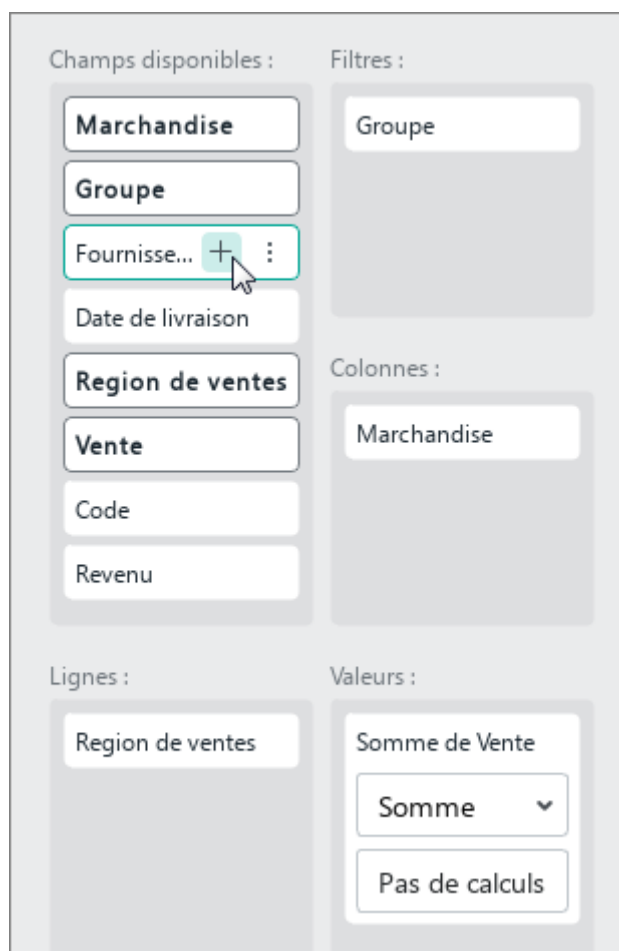 Champs disponibles :
Marchandise
Groupe
Fournisse...
Date de livraison
Region de ventes
Vente
Code
Revenu
Filtres :
Groupe
Colonnes :
Marchandise
Lignes :
Region de ventes
Valeurs :
Somme de Vente
Somme
Pas de calculs